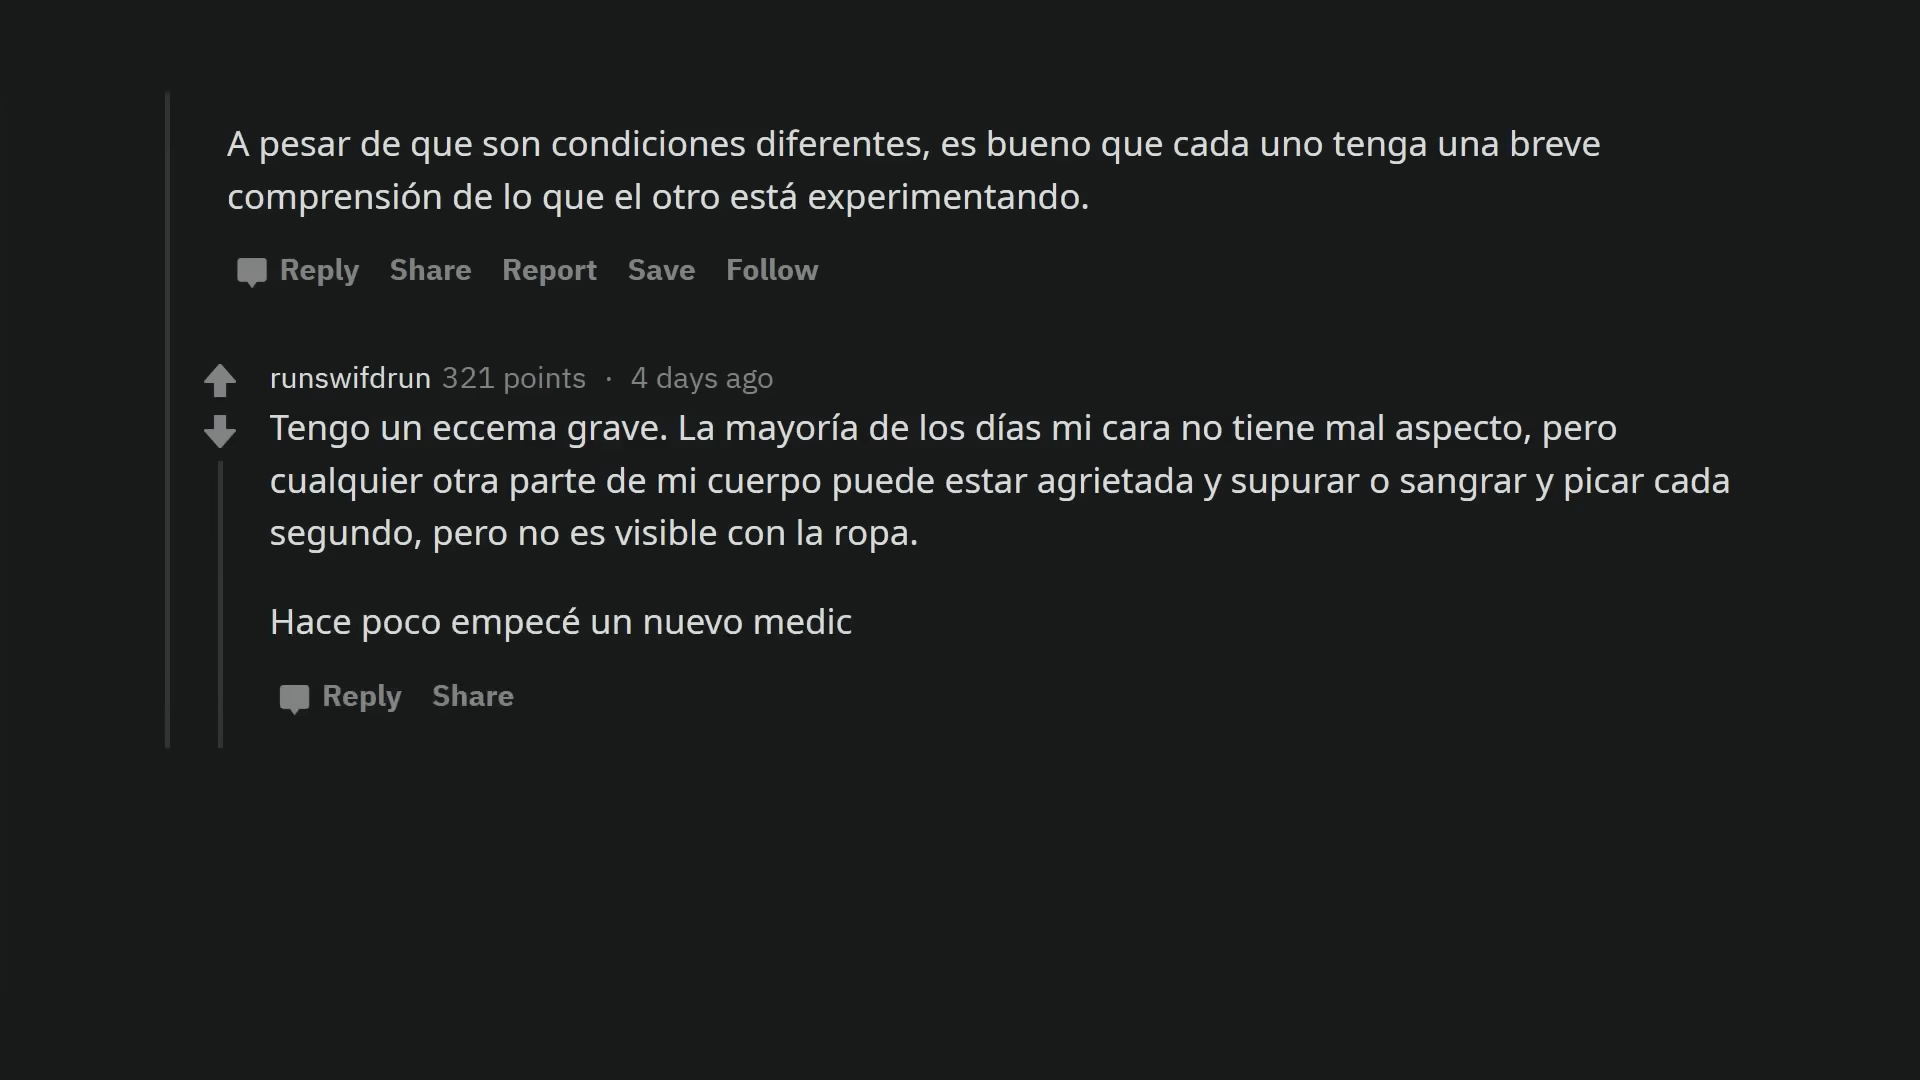 A pesar de que son condiciones diferentes, es bueno que cada uno tenga una breve
comprensión de lo que el otro está experimentando.
Reply Share Report Save Follow
runswifdrun 321 points · 4 days ago
Tengo un eccema grave. La mayoría de los días mi cara no tiene mal aspecto, pero
cualquier otra parte de mi cuerpo puede estar agrietada y supurar o sangrar y picar cada
segundo, pero no es visible con la ropa.
Hace poco empecé un nuevo medic
Reply Share